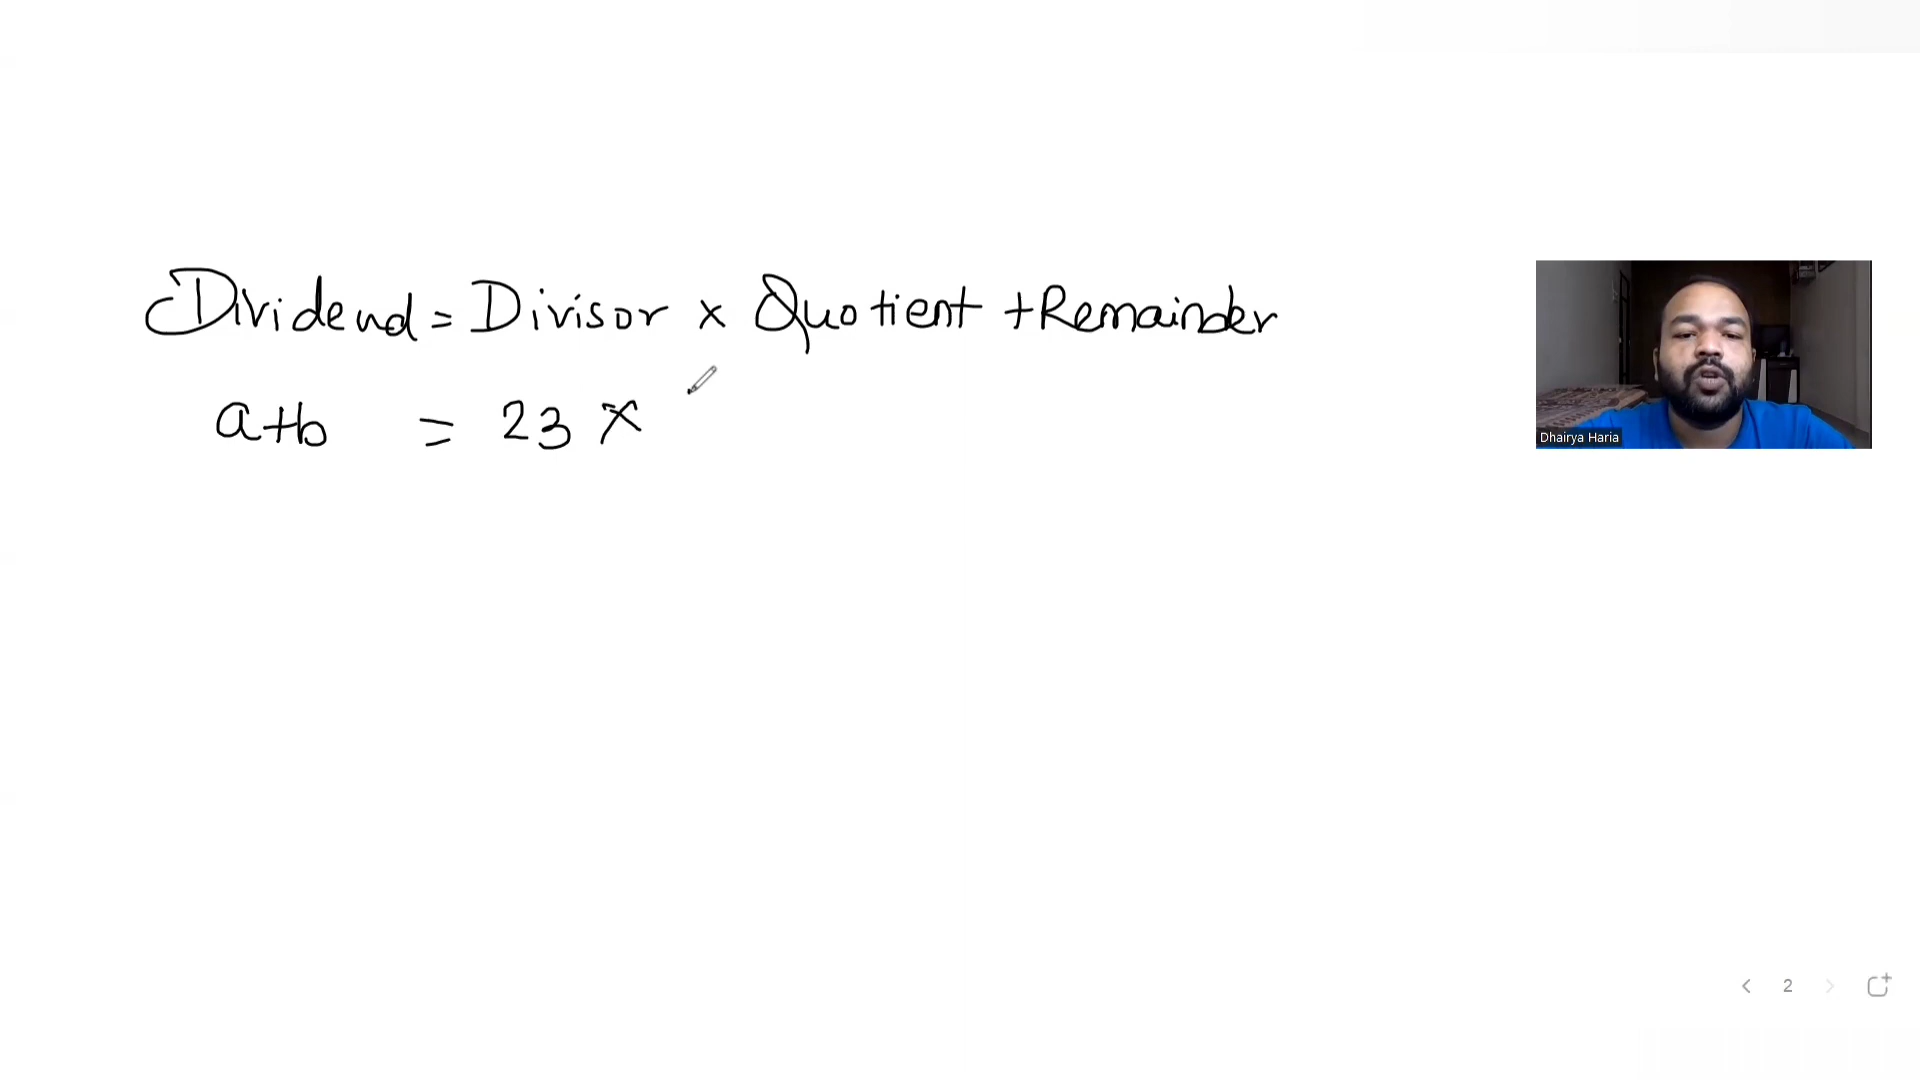 Dividend = Divisor × Quotient + Remainder
a+b = 23 ×
Dhairya Haria
2